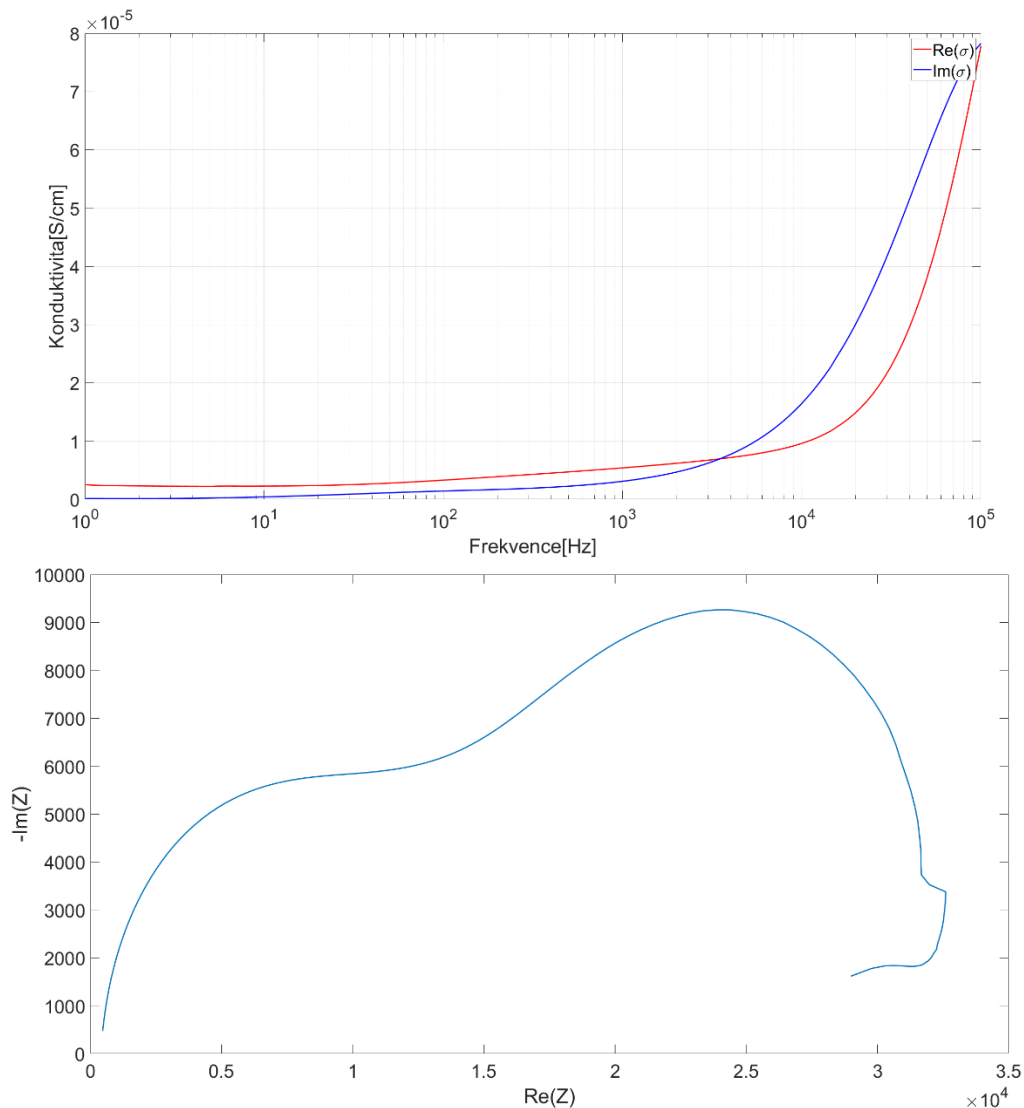 ×10⁻⁵
8
7
6
5
4
3
2
1
0
Konduktivita[S/cm]
Re(σ)
Im(σ)
10⁰ 10¹ 10² 10³ 10⁴ 10⁵
Frekvence[Hz]
10000
9000
8000
7000
6000
5000
4000
3000
2000
1000
0
-Im(Z)
0 0.5 1 1.5 2 2.5 3 3.5
Re(Z)
×10⁴